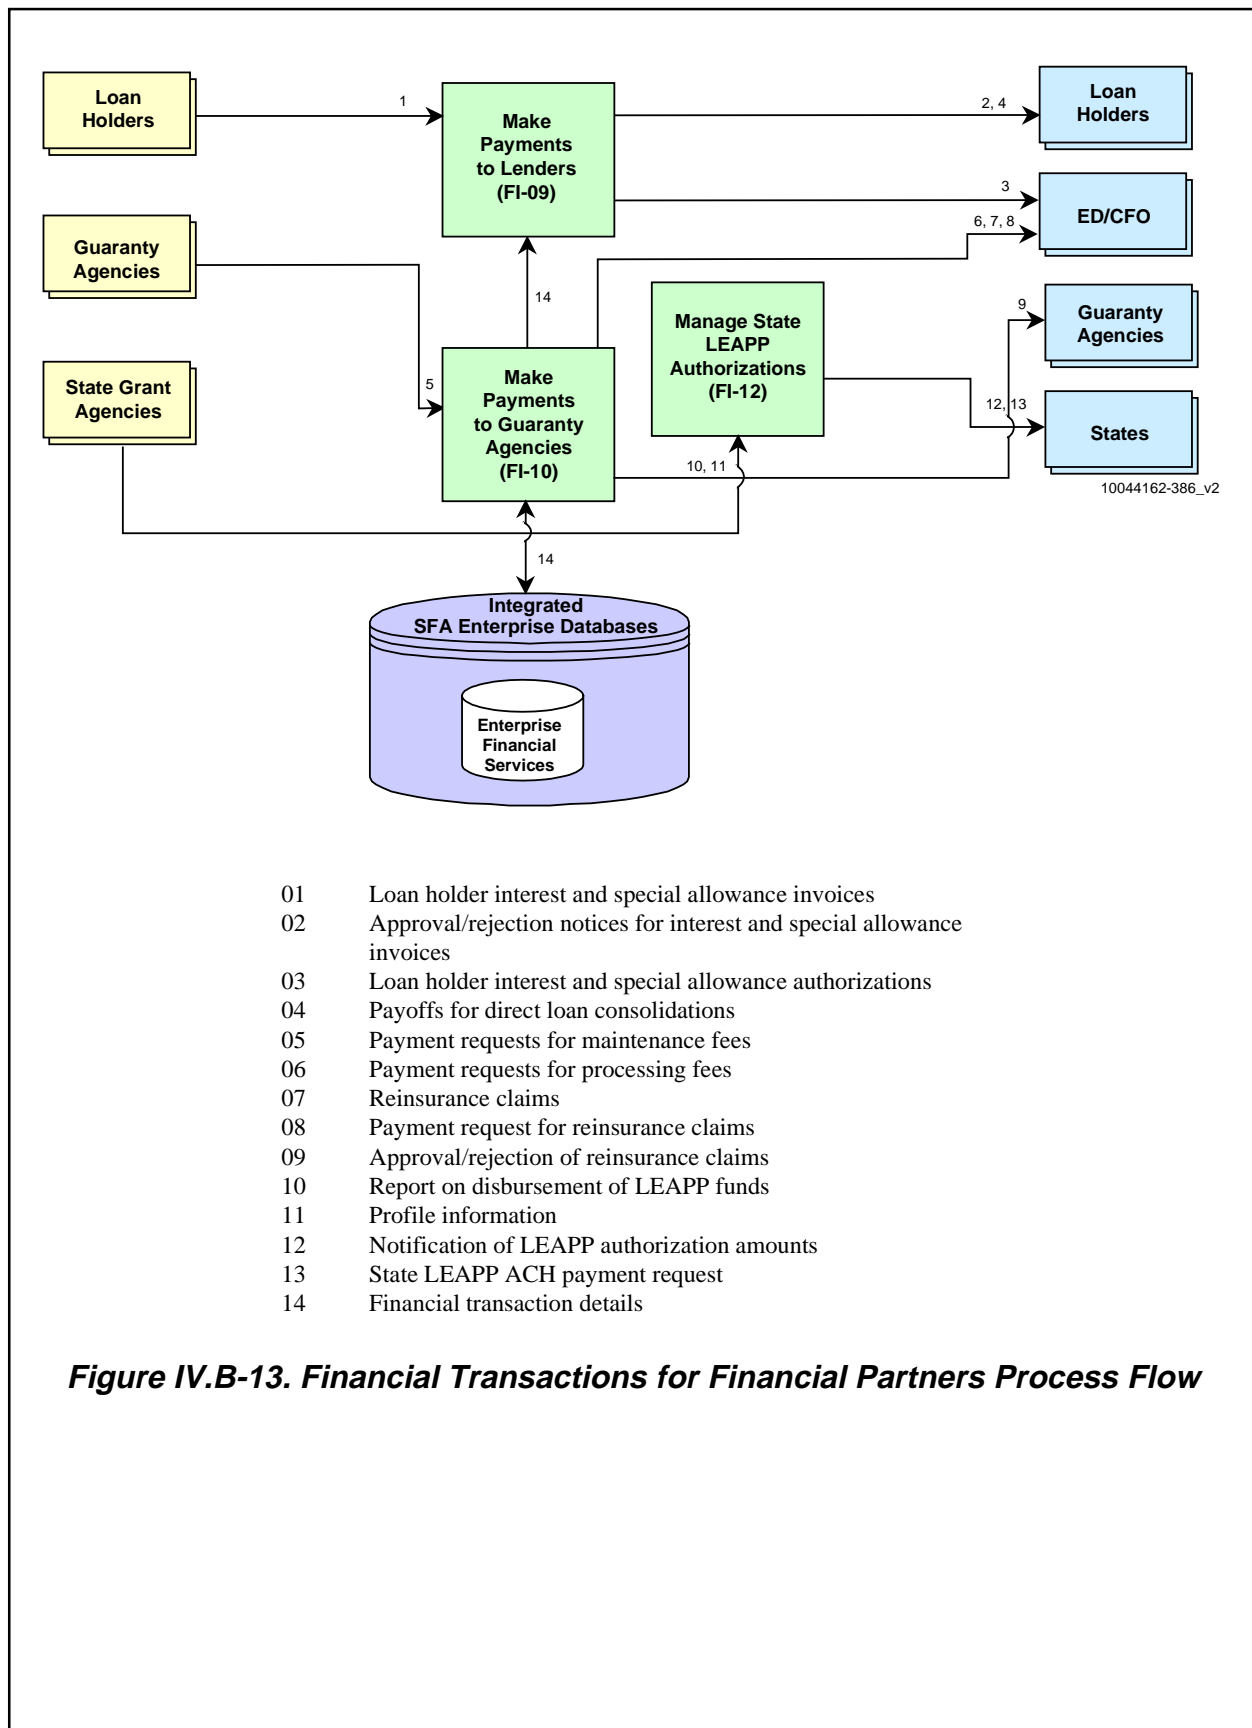 Loan
Holders
1
Make
Payments
to Lenders
(FI-09)
2, 4
Loan
Holders
3
ED/CFO
6, 7, 8
Guaranty
Agencies
14
Manage State
LEAPP
Authorizations
(FI-12)
9
Guaranty
Agencies
State Grant
Agencies
5
Make
Payments
to Guaranty
Agencies
(FI-10)
12, 13
States
10, 11
10044162-386_v2
14
Integrated
SFA Enterprise Databases
Enterprise
Financial
Services
01 Loan holder interest and special allowance invoices
02 Approval/rejection notices for interest and special allowance
invoices
03 Loan holder interest and special allowance authorizations
04 Payoffs for direct loan consolidations
05 Payment requests for maintenance fees
06 Payment requests for processing fees
07 Reinsurance claims
08 Payment request for reinsurance claims
09 Approval/rejection of reinsurance claims
10 Report on disbursement of LEAPP funds
11 Profile information
12 Notification of LEAPP authorization amounts
13 State LEAPP ACH payment request
14 Financial transaction details
Figure IV.B-13. Financial Transactions for Financial Partners Process Flow